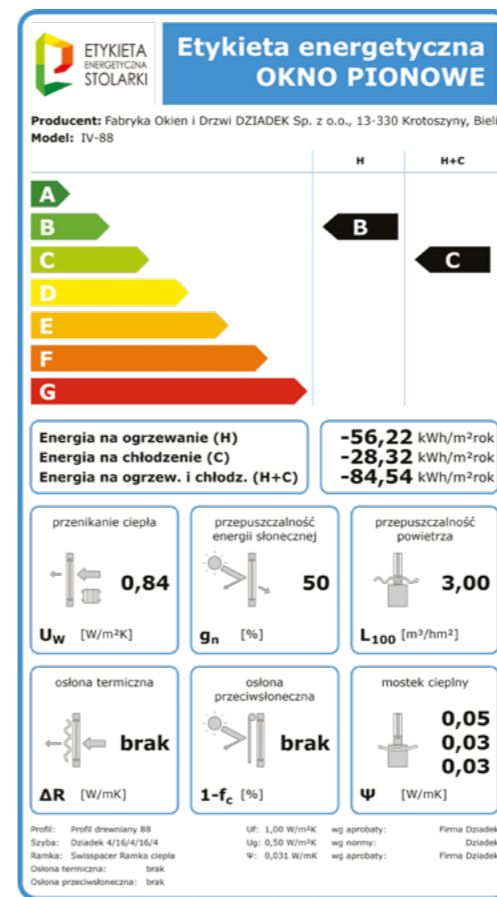 ETYKIETA
ENERGETYCZNA
STOLARKI
Etykieta energetyczna
OKNO PIONOWE
Producent: Fabryka Okien i Drzwi DZIADEK Sp. z o.o., 13-330 Krotoszyny, Bieli
Model: IV-88
H H+C
A
B B
C C
D
E
F
G
Energia na ogrzewanie (H) -56,22 kWh/m²rok
Energia na chłodzenie (C) -28,32 kWh/m²rok
Energia na ogrzew. i chłodz. (H+C) -84,54 kWh/m²rok
przenikanie ciepła
0,84
Uw [W/m²K]
przepuszczalność
energii słonecznej
50
gn [%]
przepuszczalność
powietrza
3,00
L100 [m³/hm²]
osłona termiczna
brak
ΔR [W/mK]
osłona
przeciwsłoneczna
brak
1-fc [%]
mostek cieplny
0,05
0,03
0,03
Ψ [W/mK]
Profil: Profil drewniany 88 Uf: 1,00 W/m²K wg aprobaty: Firma Dziadek
Szyba: Dziadek 4/16/4/16/4 Ug: 0,50 W/m²K wg normy: Dziadek
Ramka: Swisspacer Ramka ciepła Ψ: 0,031 W/mK wg aprobaty: Firma Dziadek
Osłona termiczna: brak
Osłona przeciwsłoneczna: brak